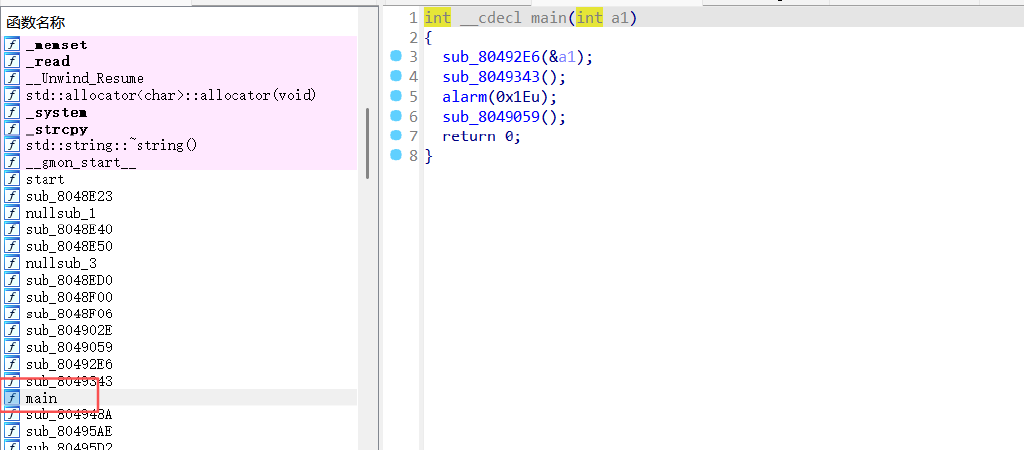 函数名称
f _memset
f _read
f __Unwind_Resume
f std::allocator<char>::allocator(void)
f _system
f _strcpy
f std::string::~string()
f __gmon_start__
f start
f sub_8048E23
f nullsub_1
f sub_8048E40
f sub_8048E50
f nullsub_3
f sub_8048ED0
f sub_8048F00
f sub_8048F06
f sub_804902E
f sub_8049059
f sub_80492E6
f sub_8049343
f main
f sub_804948A
f sub_80495AE
f sub_80495D2
1 int __cdecl main(int a1)
2 {
3 sub_80492E6(&a1);
4 sub_8049343();
5 alarm(0x1Eu);
6 sub_8049059();
7 return 0;
8 }